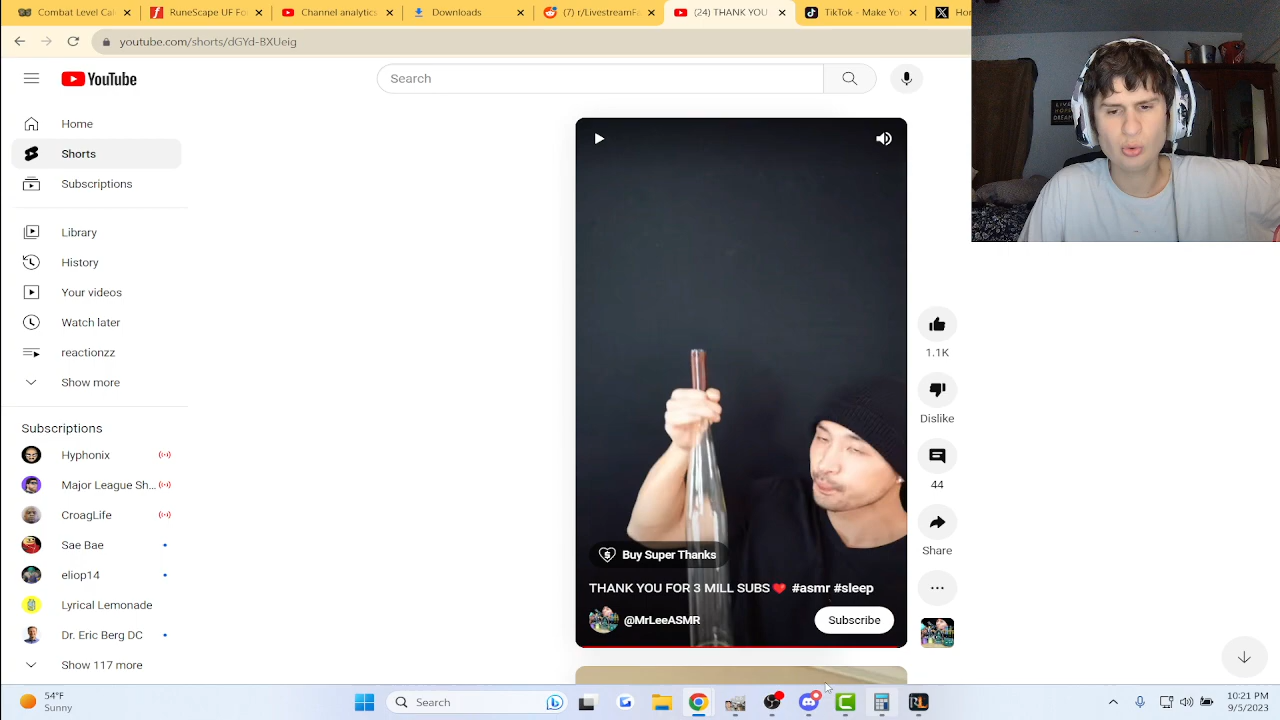 Combat Level Cal
RuneScape UF Fo
Channel analytics
Downloads
(7) r/LivestreamF
(24) THANK YOU
TikTok - Make Yo
Hor
youtube.com/shorts/
YouTube
Search
Home
Shorts
Subscriptions
Library
History
Your videos
Watch later
reactionzz
Show more
Subscriptions
Hyphonix
Major League Sh...
CroagLife
Sae Bae
eliop14
Lyrical Lemonade
Dr. Eric Berg DC
Show 117 more
LIVE
HOPE
DREAM
1.1K
Dislike
44
Share
Buy Super Thanks
THANK YOU FOR 3 MILL SUBS❤️ #asmr #sleep
@MrLeeASMR
Subscribe
54°F
Sunny
Search
10:21 PM
9/5/2023